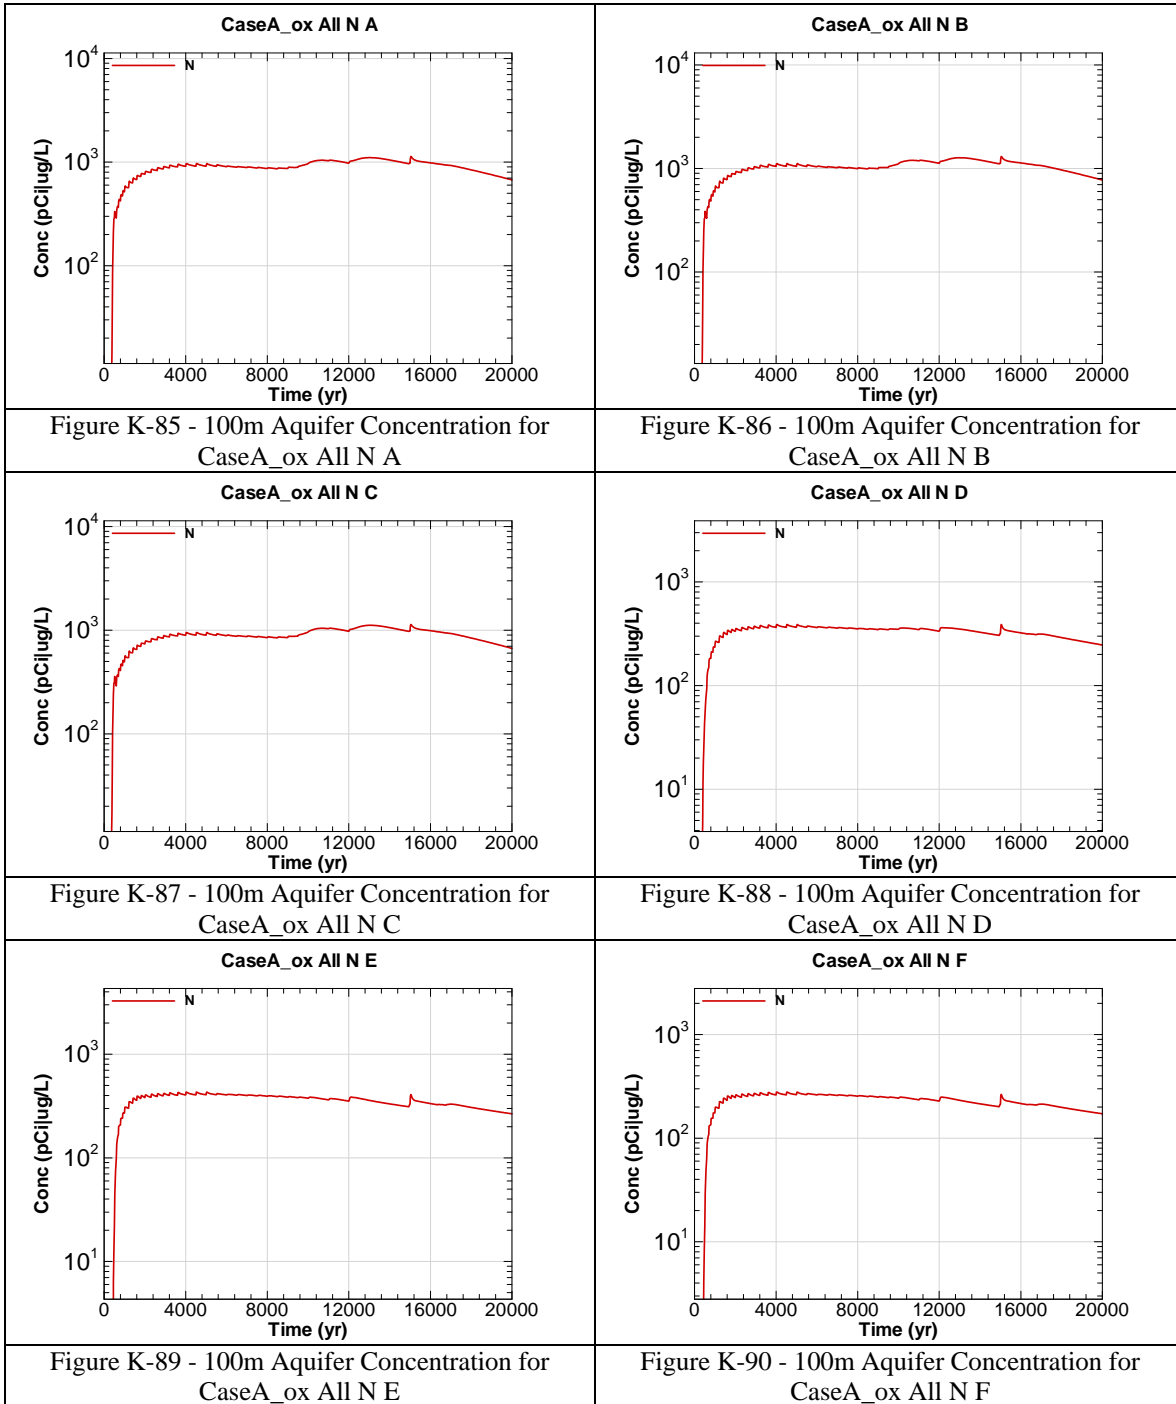 CaseA_ox All N A
N
Conc (pCi|ug/L)
10^4
10^3
10^2
0 4000 8000 12000 16000 20000
Time (yr)
Figure K-85 - 100m Aquifer Concentration for
CaseA_ox All N A
CaseA_ox All N B
N
Conc (pCi|ug/L)
10^4
10^3
10^2
0 4000 8000 12000 16000 20000
Time (yr)
Figure K-86 - 100m Aquifer Concentration for
CaseA_ox All N B
CaseA_ox All N C
N
Conc (pCi|ug/L)
10^4
10^3
10^2
0 4000 8000 12000 16000 20000
Time (yr)
Figure K-87 - 100m Aquifer Concentration for
CaseA_ox All N C
CaseA_ox All N D
N
Conc (pCi|ug/L)
10^3
10^2
10^1
0 4000 8000 12000 16000 20000
Time (yr)
Figure K-88 - 100m Aquifer Concentration for
CaseA_ox All N D
CaseA_ox All N E
N
Conc (pCi|ug/L)
10^3
10^2
10^1
0 4000 8000 12000 16000 20000
Time (yr)
Figure K-89 - 100m Aquifer Concentration for
CaseA_ox All N E
CaseA_ox All N F
N
Conc (pCi|ug/L)
10^3
10^2
10^1
0 4000 8000 12000 16000 20000
Time (yr)
Figure K-90 - 100m Aquifer Concentration for
CaseA_ox All N F